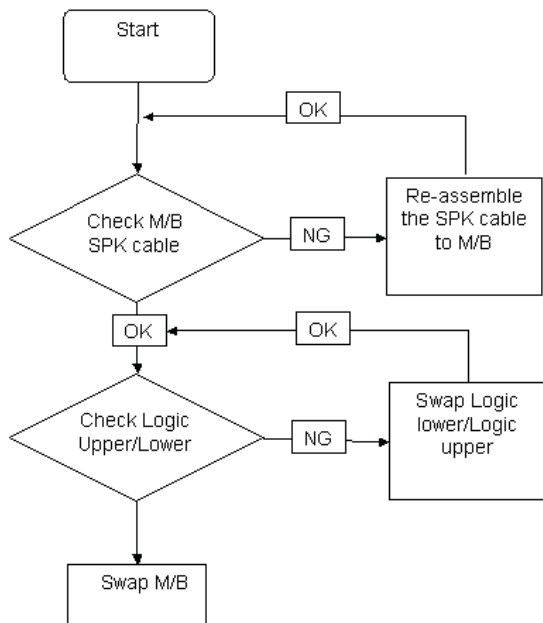 Start
OK
Check M/B
SPK cable
NG
Re-assemble
the SPK cable
to M/B
OK
OK
Check Logic
Upper/Lower
NG
Swap Logic
lower/Logic
upper
Swap M/B